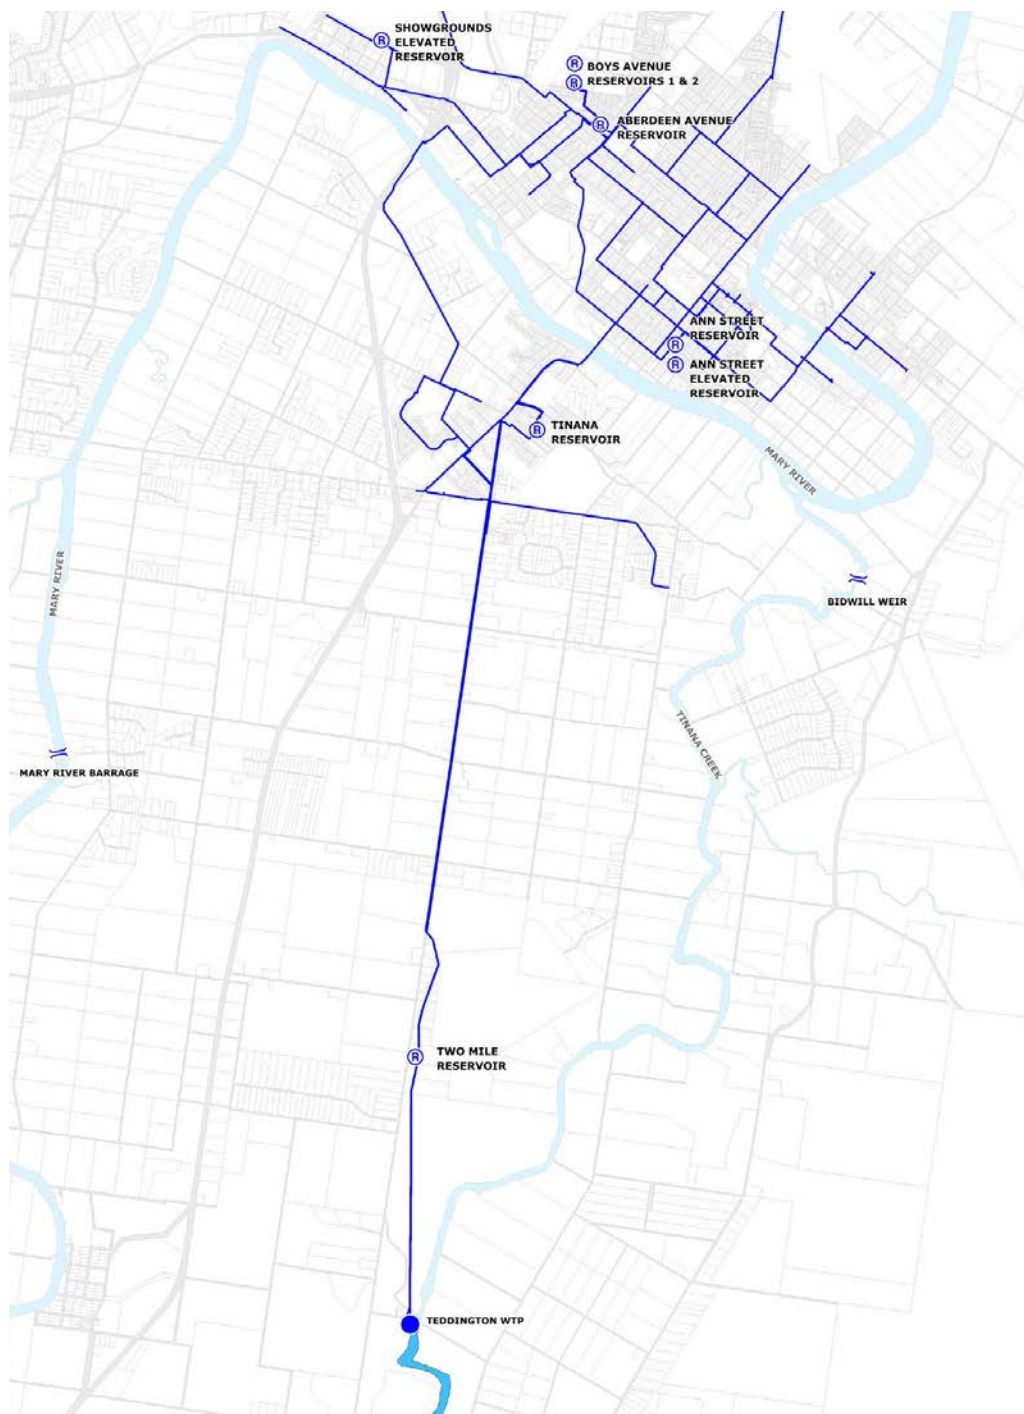 SHOWGROUNDS
ELEVATED
RESERVOIR
R
R
R
BOYS AVENUE
RESERVOIRS 1 & 2
R
ABERDEEN AVENUE
RESERVOIR
ANN STREET
RESERVOIR
R
R
ANN STREET
ELEVATED
RESERVOIR
R
TINANA
RESERVOIR
MARY RIVER
MARY RIVER
BIDWILL WEIR
TINANA CREEK
MARY RIVER BARRAGE
R
TWO MILE
RESERVOIR
TEDDINGTON WTP